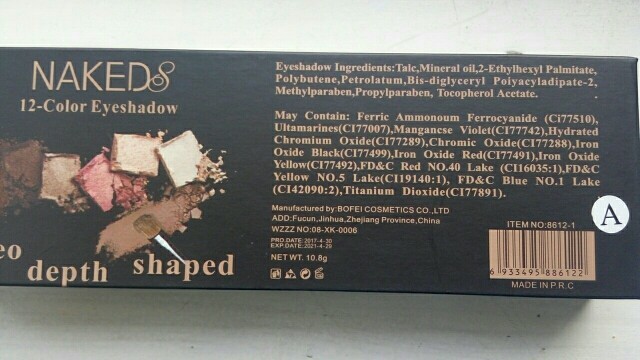 NAKED8
12-Color Eyeshadow
eo
depth shaped
Eyeshadow Ingredients:Talc,Mineral oil,2-Ethylhexyl Palmitate,
Polybutene,Petrolatum,Bis-diglyceryl Poiyacyladipate-2,
Methylparaben,Propylparaben, Tocopherol Acetate.
May Contain: Ferric Ammonoum Ferrocyanide (Ci77510),
Ultamarines(CI77007),Mangancse Violet(CI77742),Hydrated
Chromium Oxide(CI77289),Chromic Oxide(CI77288),Iron
Oxide Black(CI77499),Iron Oxide Red(CI77491),Iron Oxide
Yellow(CI77492),FD&C Red NO.40 Lake (CI16035:1),FD&C
Yellow NO.5 Lake(CI19140:1), FD&C Blue NO.1 Lake
(CI42090:2),Titanium Dioxide(CI77891).
Manufactured by:BOFEI COSMETICS CO.,LTD
ADD:Fucun,Jinhua,Zhejiang Province,China
WZZZ NO:08-XK-0006
PRO.DATE:2017-4-30
EXP.DATE:2021-4-29
NET WT. 10.8g
ITEM NO:8612-1
6 933495 886122
MADE IN P.R.C
A